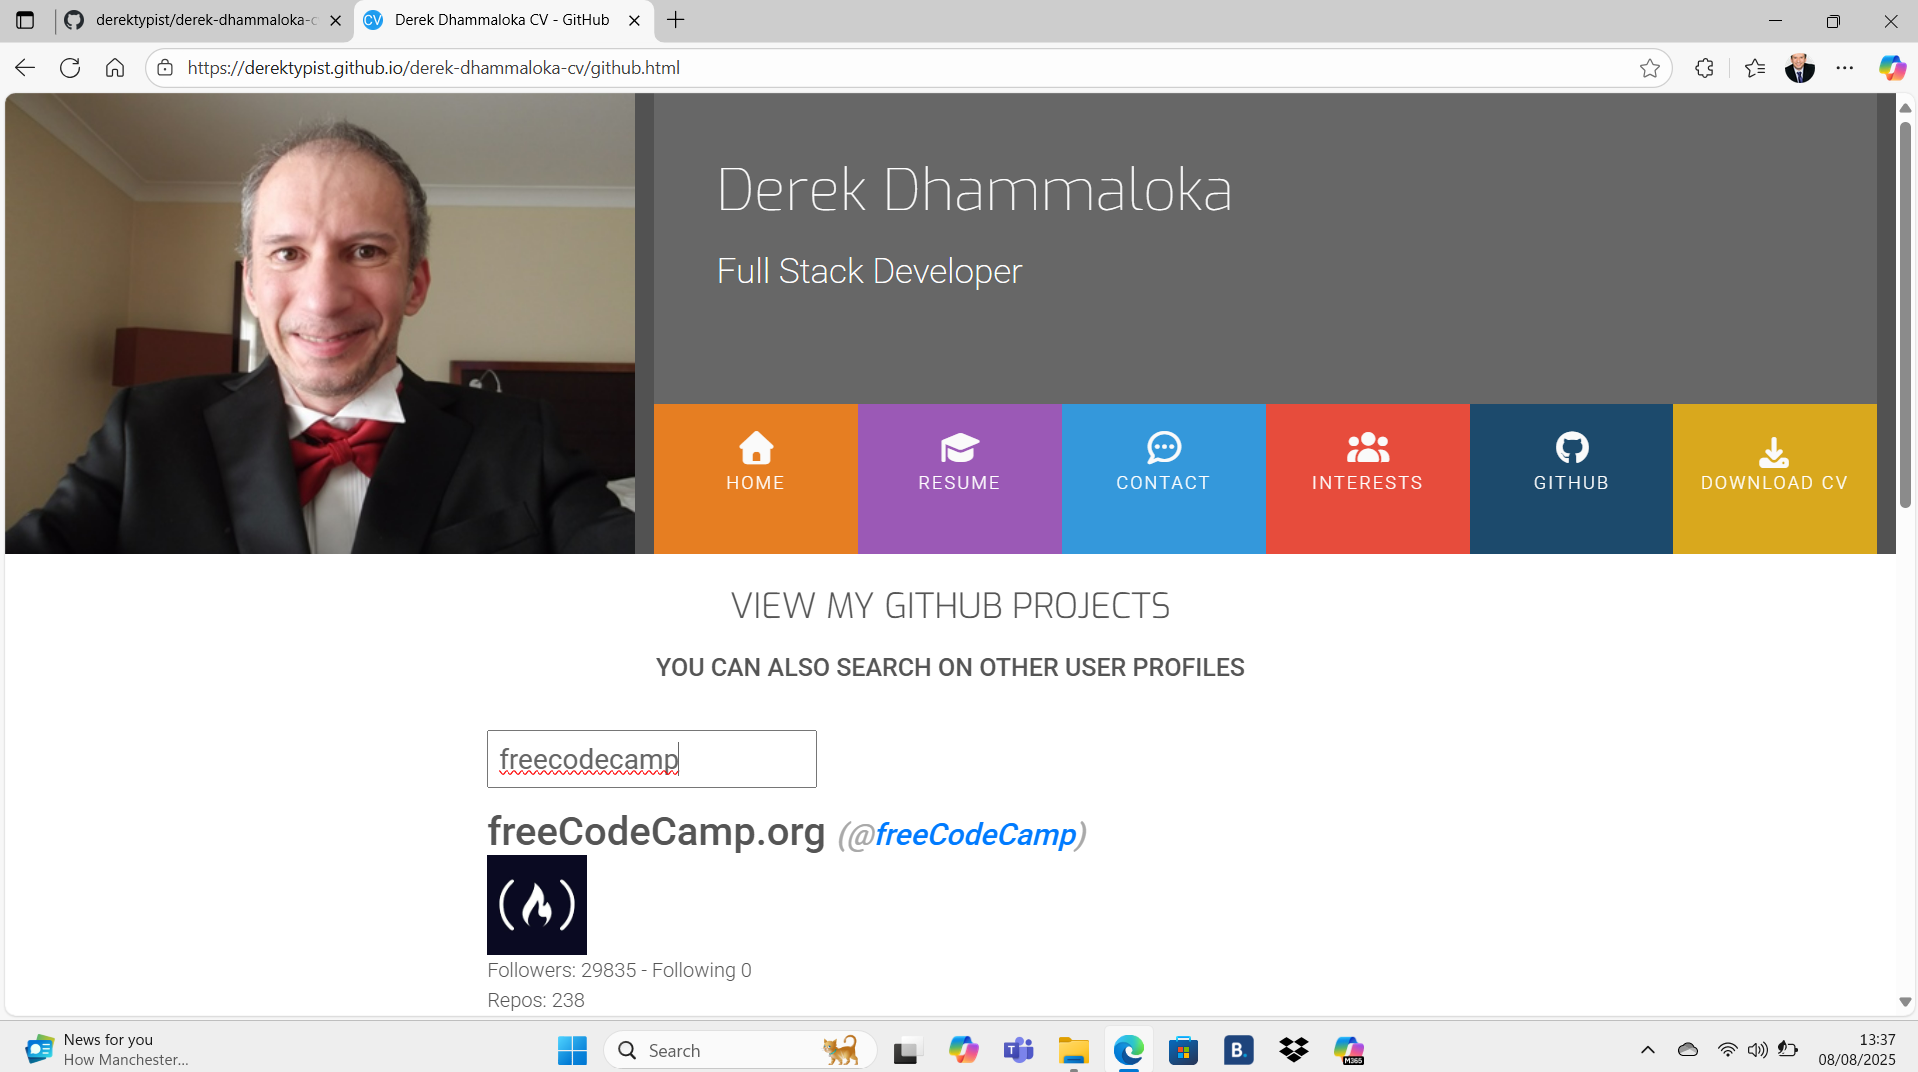 derektypist/derek-dhammaloka-c
Derek Dhammaloka CV - GitHub
https://derektypist.github.io/derek-dhammaloka-cv/github.html
Derek Dhammaloka
Full Stack Developer
HOME
RESUME
CONTACT
INTERESTS
GITHUB
DOWNLOAD CV
VIEW MY GITHUB PROJECTS
YOU CAN ALSO SEARCH ON OTHER USER PROFILES
freecodecamp
freeCodeCamp.org (@freeCodeCamp)
Followers: 29835 - Following 0
Repos: 238
News for you
How Manchester...
Search
13:37
08/08/2025
CV
B.
M365